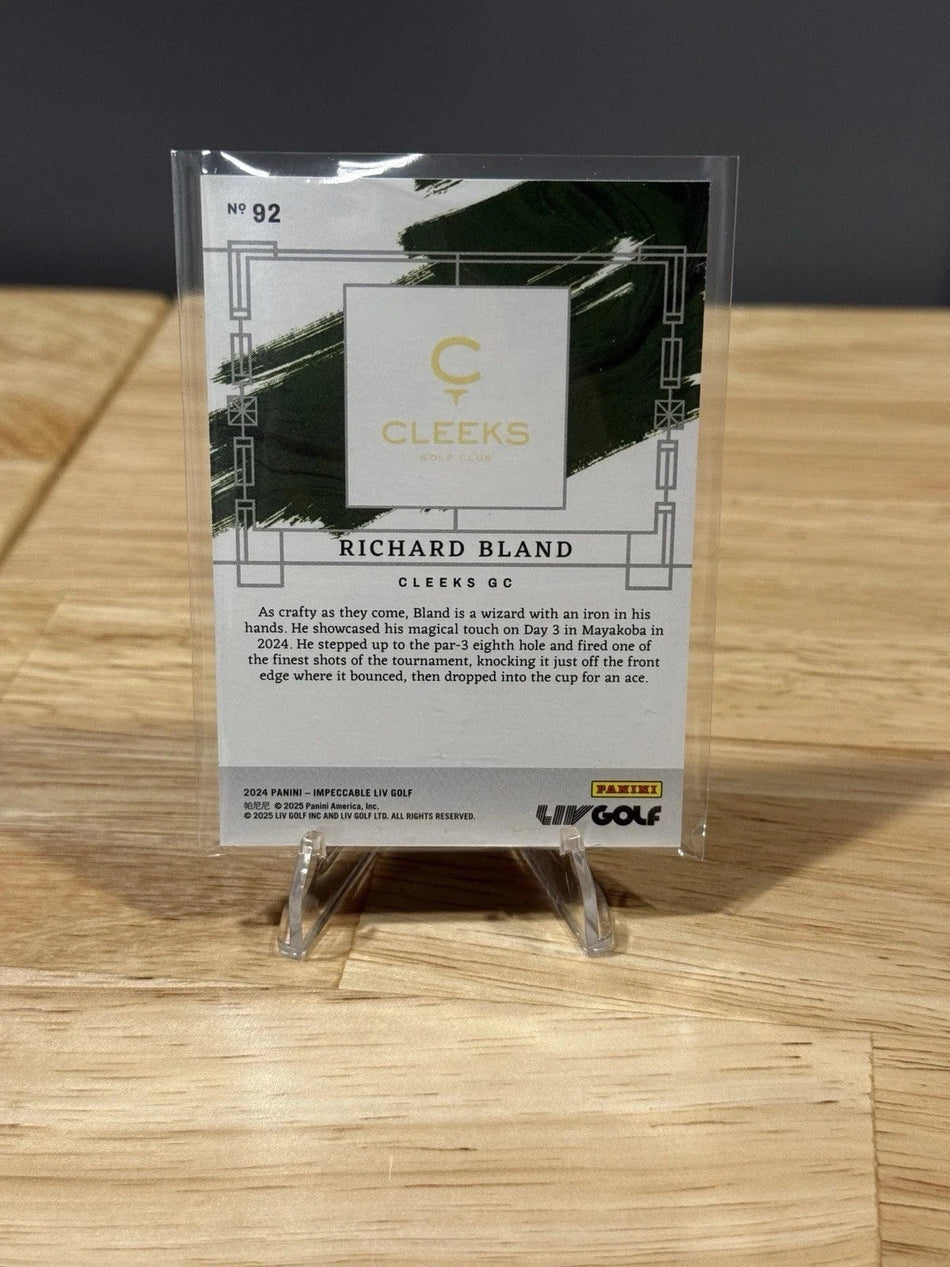 Nº 92
C
CLEEKS
GOLF CLUB
RICHARD BLAND
CLEEKS GC
As crafty as they come, Bland is a wizard with an iron in his
hands. He showcased his magical touch on Day 3 in Mayakoba in
2024. He stepped up to the par-3 eighth hole and fired one of
the finest shots of the tournament, knocking it just off the front
edge where it bounced, then dropped into the cup for an ace.
2024 PANINI – IMPECCABLE LIV GOLF
帕尼尼 © 2025 Panini America, Inc.
© 2025 LIV GOLF INC AND LIV GOLF LTD. ALL RIGHTS RESERVED.
PANINI
LIV GOLF